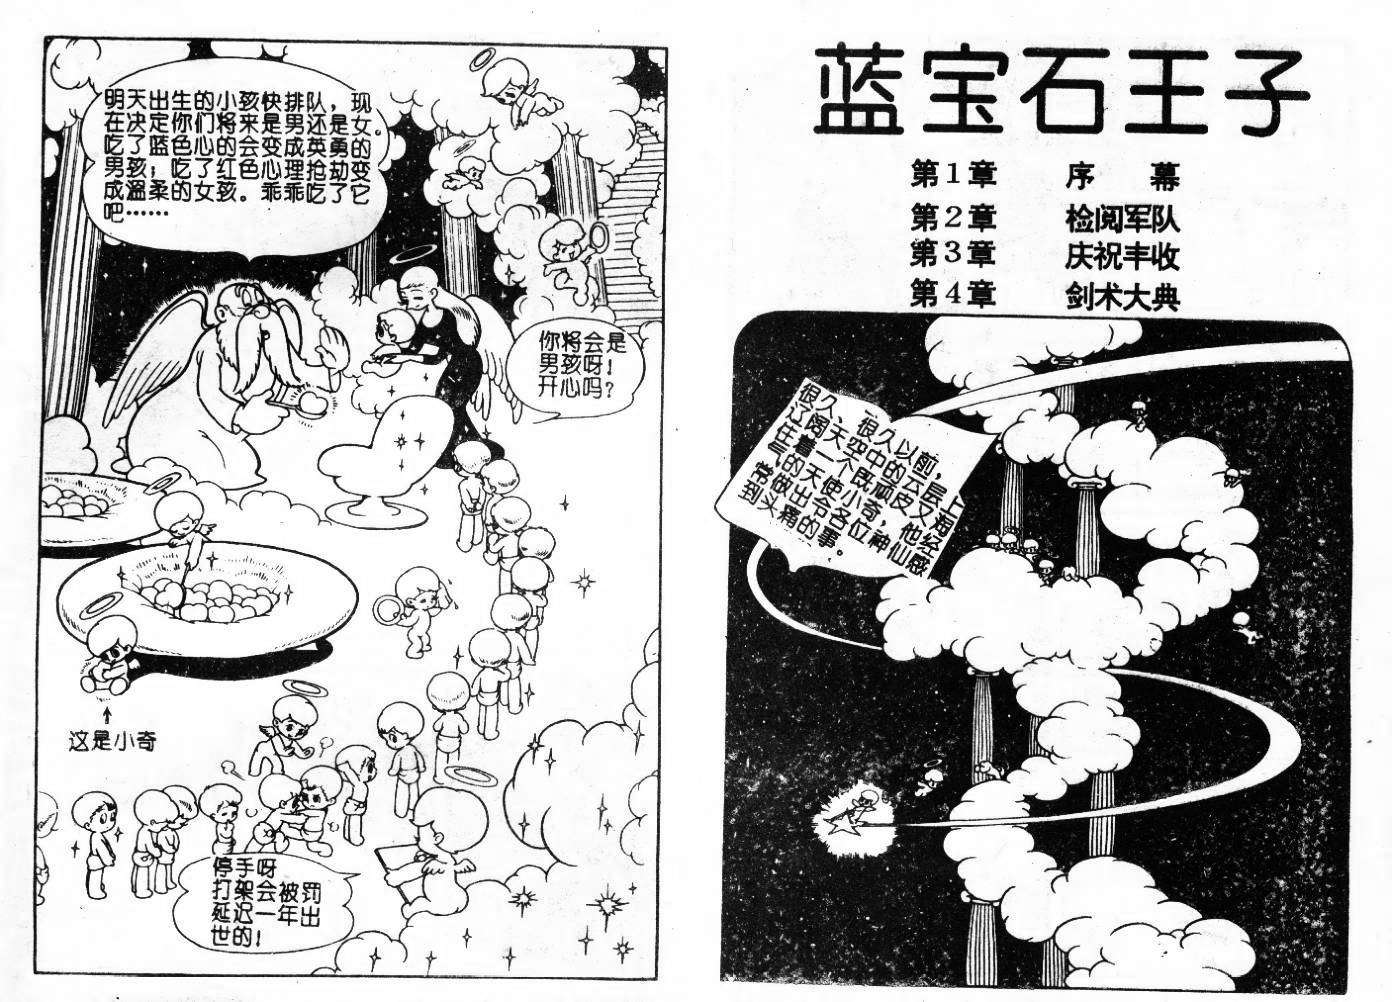 蓝宝石王子
第1章 序 幕
第2章 检阅军队
第3章 庆祝丰收
第4章 剑术大典
很久、很久以前，
辽阔天空中的云层上
住着一个既顽皮又淘
气的天使小奇，他经
常做出令各位神仙感
到头痛的事。
明天出生的小孩快排队，现
在决定你们将来是男还是女。
吃了蓝色心的会变成英勇的
男孩；吃了红色心理抢劫变
成温柔的女孩。乖乖吃了它
吧……
你将会是
男孩呀！
开心吗？
这是小奇
停手呀
打架会被罚
延迟一年出
世的！